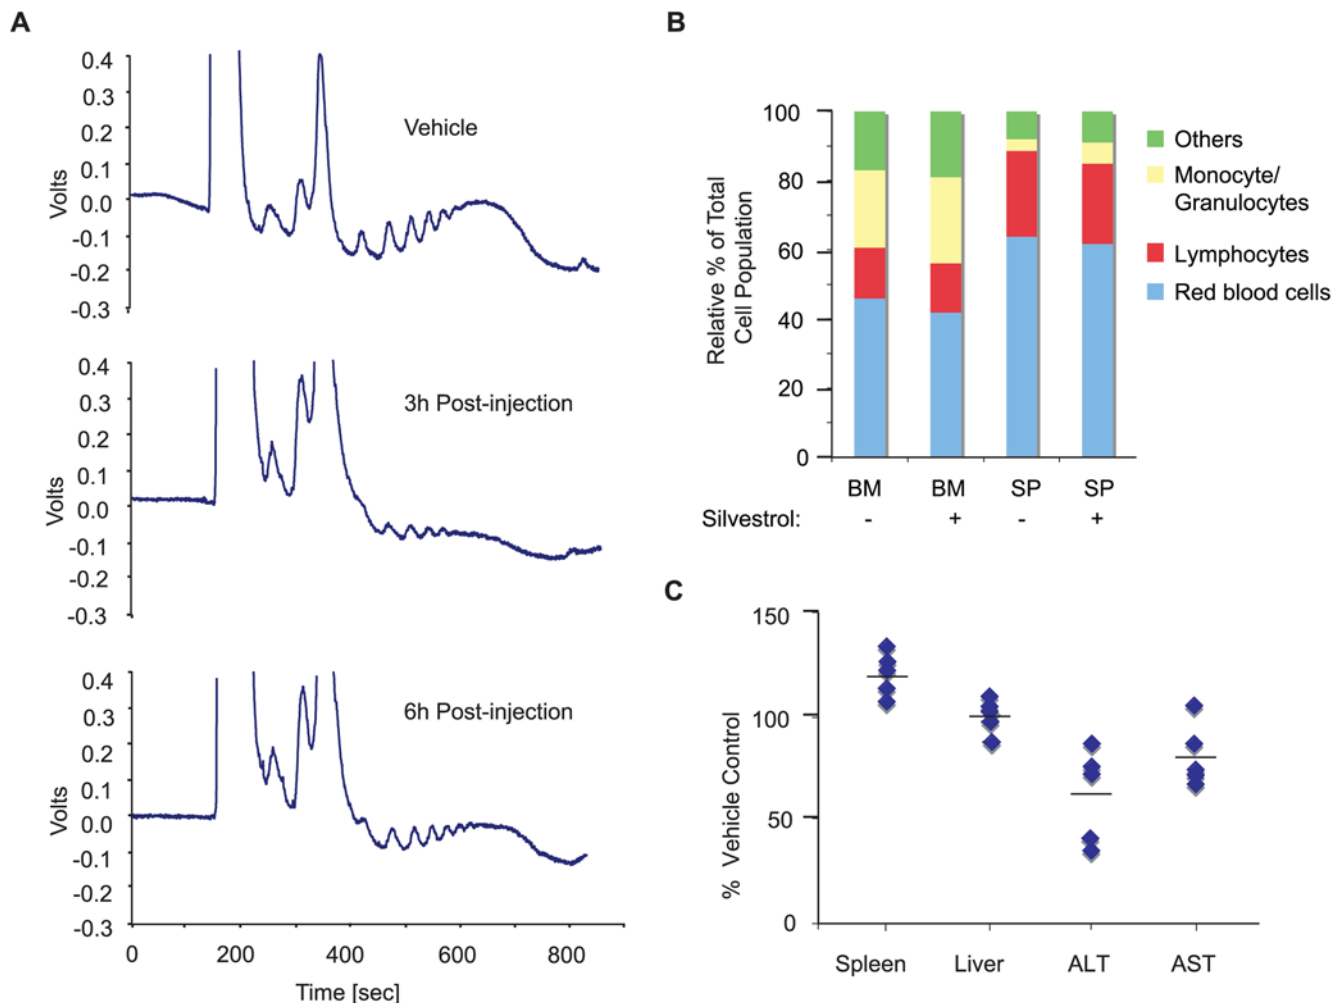 A
0.4
0.3
0.2
0.1
0.0
-0.1
-0.2
-0.3
Volts
Vehicle
0.4
0.3
0.2
0.1
0.0
-0.1
-0.2
-0.3
Volts
3h Post-injection
0.4
0.3
0.2
0.1
0.0
-0.1
-0.2
-0.3
Volts
6h Post-injection
0 200 400 600 800
Time [sec]
B
100
80
60
40
20
0
Relative % of Total
Cell Population
Others
Monocyte/
Granulocytes
Lymphocytes
Red blood cells
BM BM SP SP
Silvestrol: - + - +
C
150
100
50
0
% Vehicle Control
Spleen Liver ALT AST